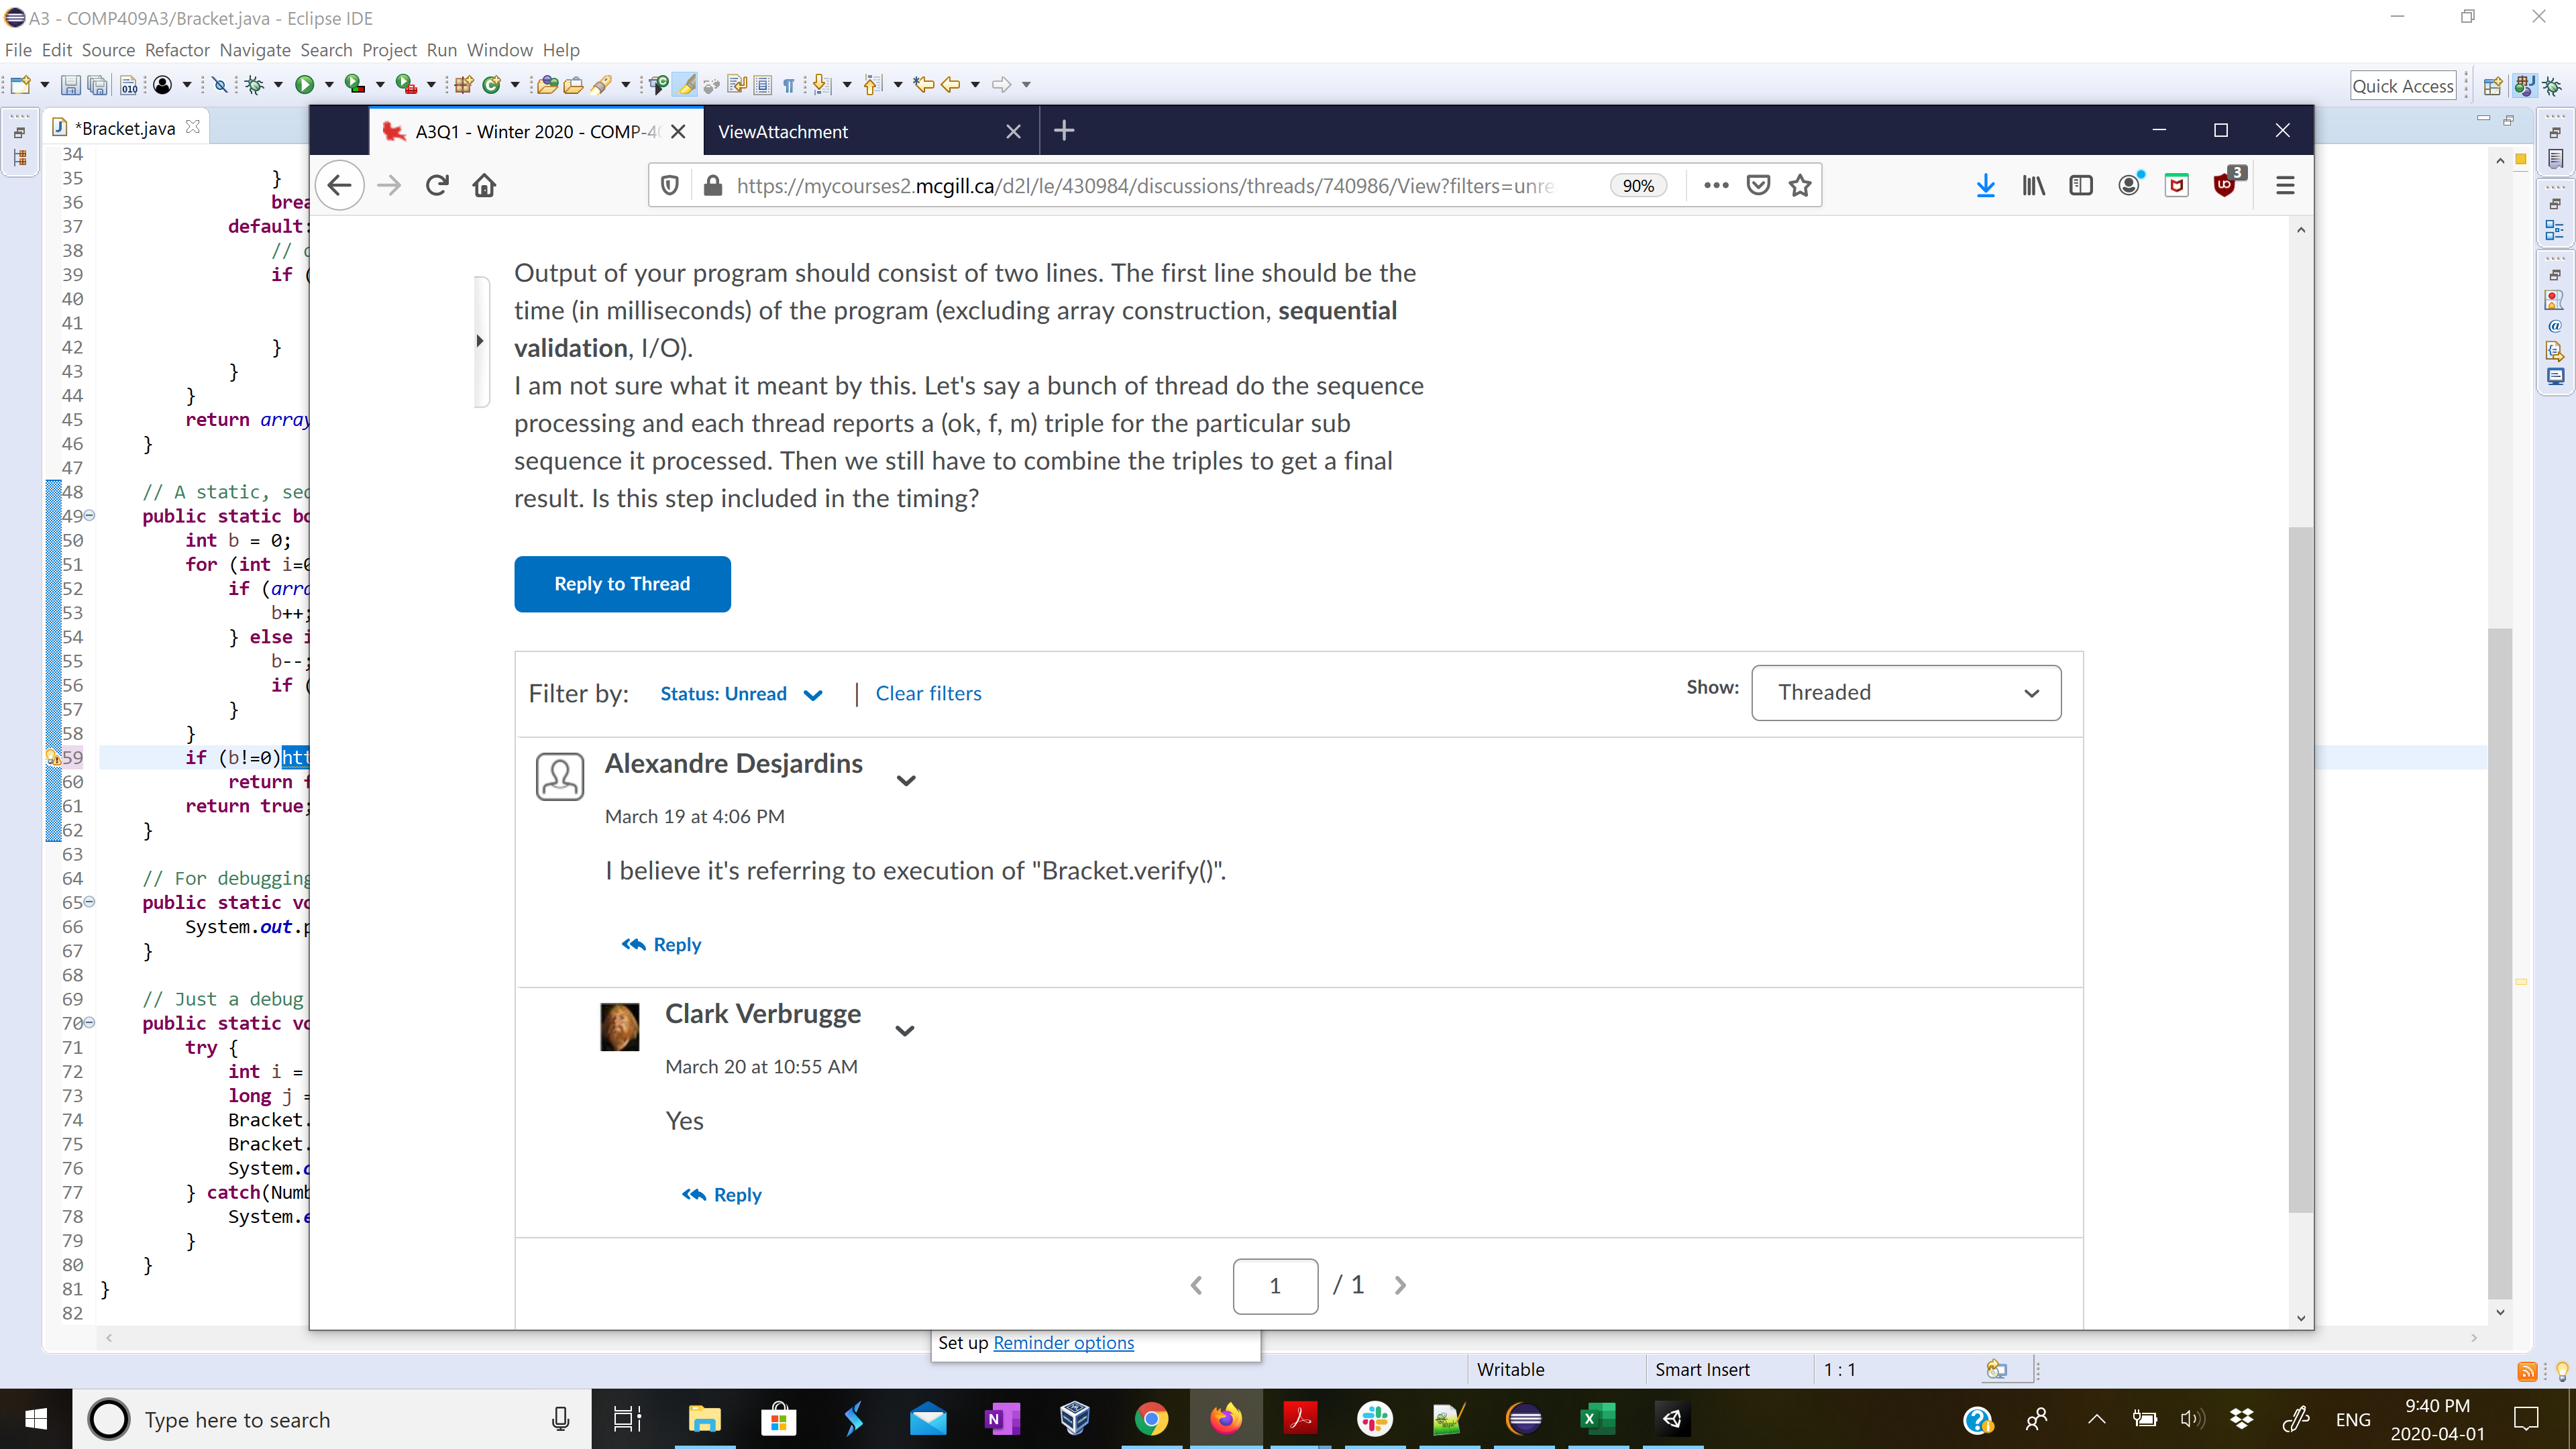 A3 - COMP409A3/Bracket.java - Eclipse IDE
File Edit Source Refactor Navigate Search Project Run Window Help
Quick Access
*Bracket.java
A3Q1 - Winter 2020 - COMP-40
ViewAttachment
https://mycourses2.mcgill.ca/d2l/le/430984/discussions/threads/740986/View?filters=unre
90%
3
34
35 }
36 brea
37 default:
38 //
39 if (
40
41
42 }
43 }
44 }
45 return array
46 }
47
48 // A static, sec
49 public static bo
50 int b = 0;
51 for (int i=0
52 if (arra
53 b++;
54 } else i
55 b--;
56 if (
57 }
58 }
59 if (b!=0)htt
60 return f
61 return true;
62 }
63
64 // For debugging
65 public static vo
66 System.out.p
67 }
68
69 // Just a debug
70 public static vo
71 try {
72 int i =
73 long j =
74 Bracket.
75 Bracket.
76 System.o
77 } catch(Numb
78 System.e
79 }
80 }
81 }
82
Output of your program should consist of two lines. The first line should be the
time (in milliseconds) of the program (excluding array construction, sequential
validation, I/O).
I am not sure what it meant by this. Let's say a bunch of thread do the sequence
processing and each thread reports a (ok, f, m) triple for the particular sub
sequence it processed. Then we still have to combine the triples to get a final
result. Is this step included in the timing?
Reply to Thread
Filter by: Status: Unread | Clear filters
Show: Threaded
Alexandre Desjardins
March 19 at 4:06 PM
I believe it's referring to execution of "Bracket.verify()".
Reply
Clark Verbrugge
March 20 at 10:55 AM
Yes
Reply
1 / 1
Set up Reminder options
Writable
Smart Insert
1 : 1
Type here to search
ENG
9:40 PM
2020-04-01